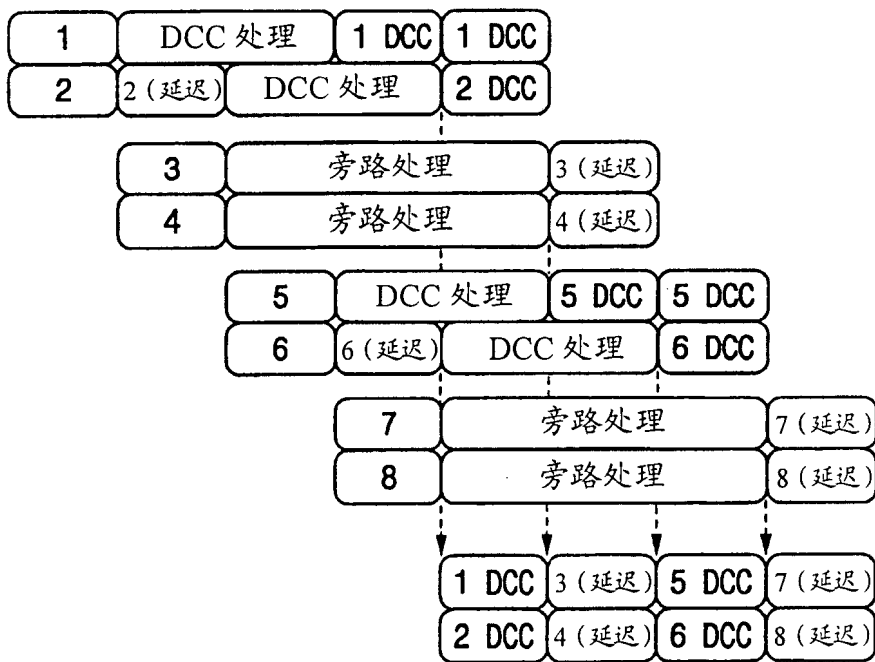 1 DCC 处理 1 DCC 1 DCC
2 2 (延迟) DCC 处理 2 DCC
3 旁路处理 3 (延迟)
4 旁路处理 4 (延迟)
5 DCC 处理 5 DCC 5 DCC
6 6 (延迟) DCC 处理 6 DCC
7 旁路处理 7 (延迟)
8 旁路处理 8 (延迟)
1 DCC 3 (延迟) 5 DCC 7 (延迟)
2 DCC 4 (延迟) 6 DCC 8 (延迟)